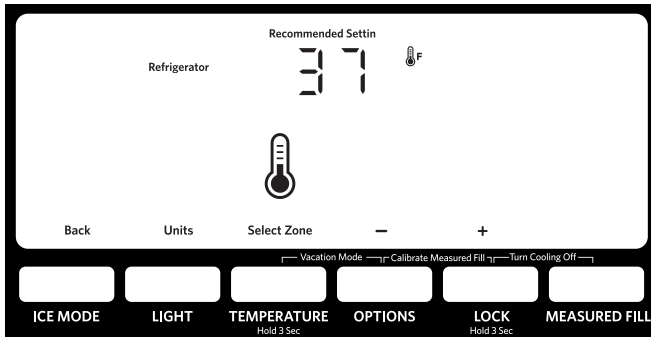 Recommended Settin
Refrigerator 37 F
Back Units Select Zone − +
Vacation Mode Calibrate Measured Fill Turn Cooling Off
ICE MODE LIGHT TEMPERATURE OPTIONS LOCK MEASURED FILL
Hold 3 Sec Hold 3 Sec